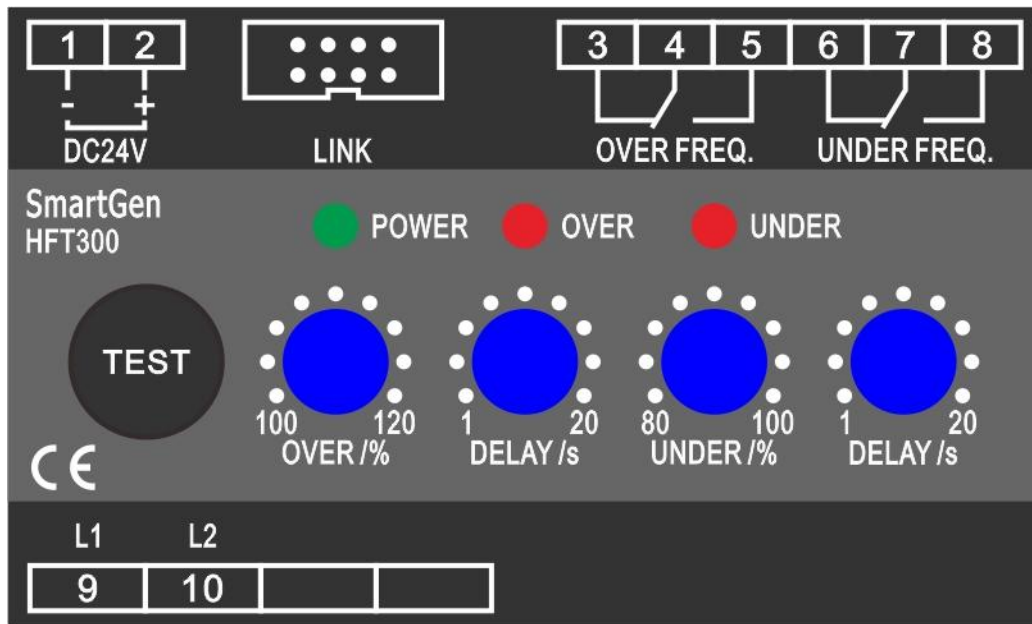 1 2 3 4 5 6 7 8
- +
DC24V LINK OVER FREQ. UNDER FREQ.
SmartGen
HFT300
POWER OVER UNDER
TEST
100 120 1 20 80 100 1 20
OVER /% DELAY /s UNDER /% DELAY /s
CE
L1 L2
9 10